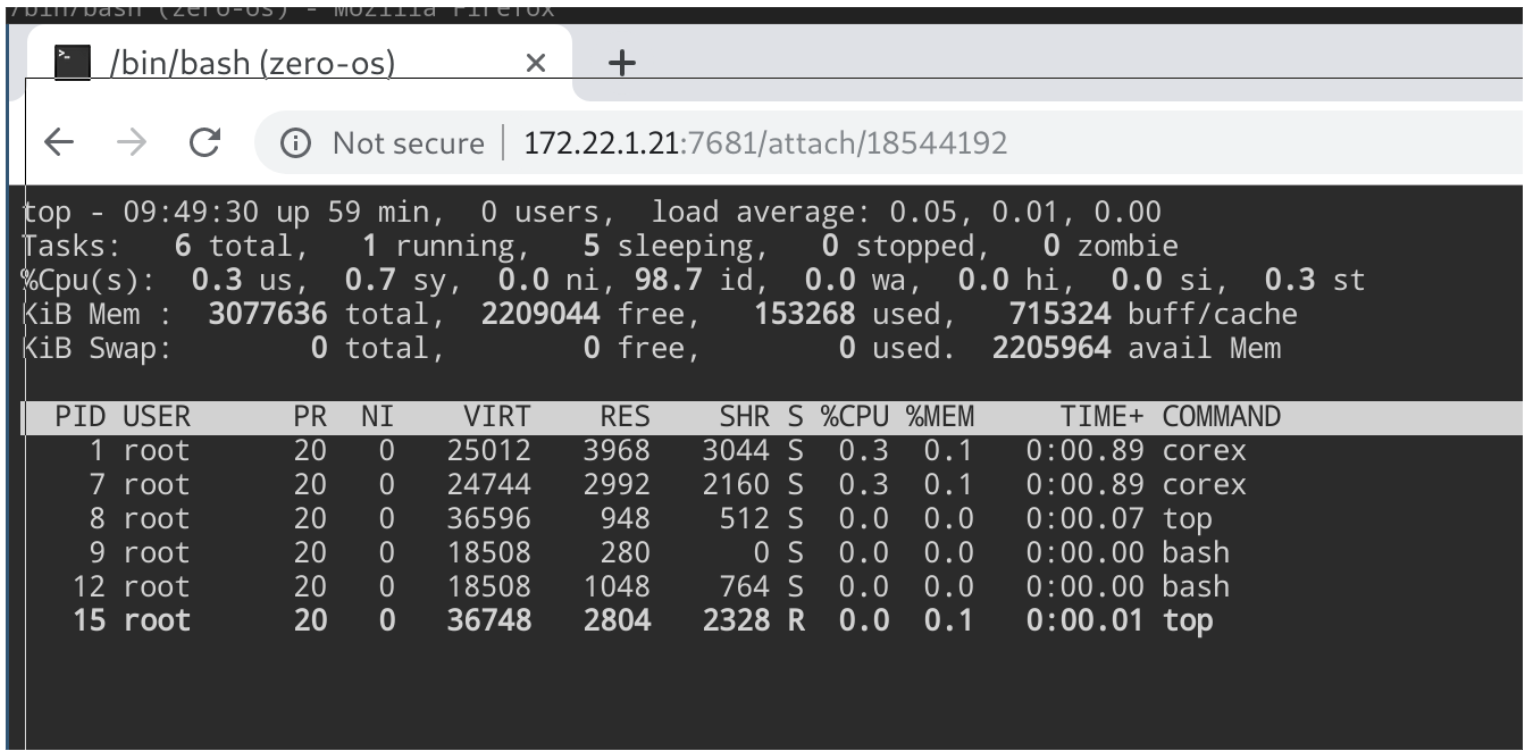 /bin/bash (zero-os) - Mozilla Firefox
/bin/bash (zero-os)
Not secure | 172.22.1.21:7681/attach/18544192
top - 09:49:30 up 59 min,  0 users,  load average: 0.05, 0.01, 0.00
Tasks:   6 total,   1 running,   5 sleeping,   0 stopped,   0 zombie
%Cpu(s):  0.3 us,  0.7 sy,  0.0 ni, 98.7 id,  0.0 wa,  0.0 hi,  0.0 si,  0.3 st
KiB Mem :  3077636 total,  2209044 free,   153268 used,   715324 buff/cache
KiB Swap:        0 total,        0 free,        0 used.  2205964 avail Mem
  PID USER      PR  NI    VIRT    RES    SHR S %CPU %MEM     TIME+ COMMAND
    1 root      20   0   25012   3968   3044 S  0.3  0.1   0:00.89 corex
    7 root      20   0   24744   2992   2160 S  0.3  0.1   0:00.89 corex
    8 root      20   0   36596    948    512 S  0.0  0.0   0:00.07 top
    9 root      20   0   18508    280      0 S  0.0  0.0   0:00.00 bash
   12 root      20   0   18508   1048    764 S  0.0  0.0   0:00.00 bash
   15 root      20   0   36748   2804   2328 R  0.0  0.1   0:00.01 top